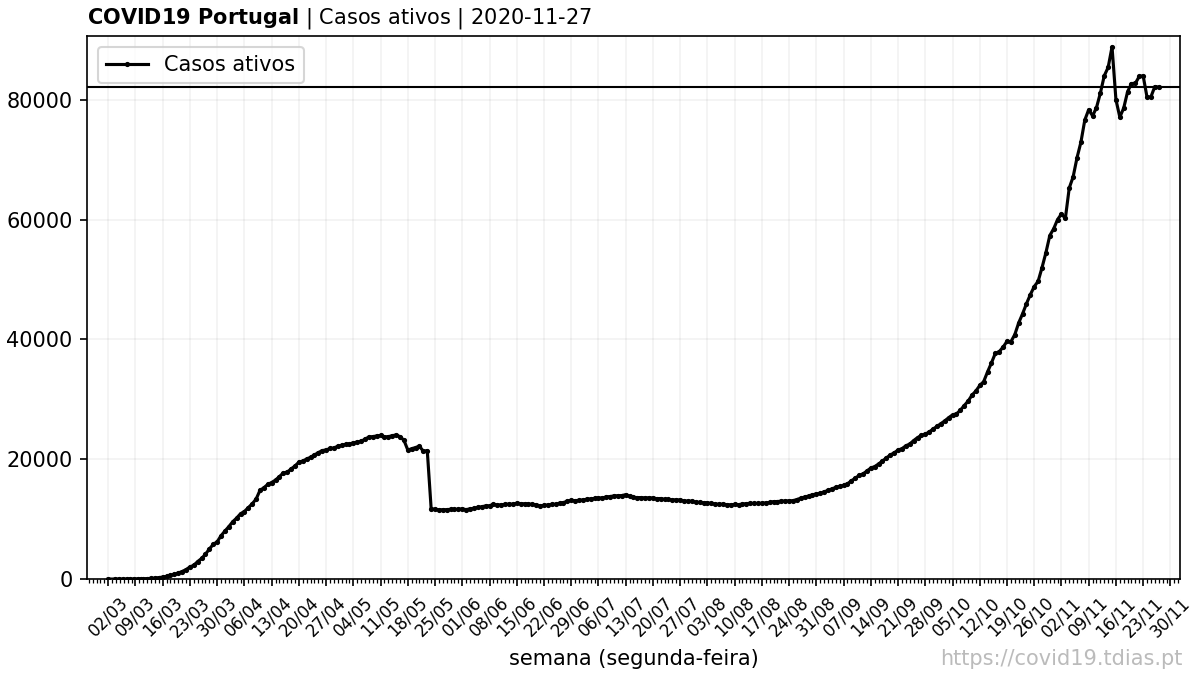 COVID19 Portugal | Casos ativos | 2020-11-27
Casos ativos
80000
60000
40000
20000
0
02/03 09/03 16/03 23/03 30/03 06/04 13/04 20/04 27/04 04/05 11/05 18/05 25/05 01/06 08/06 15/06 22/06 29/06 06/07 13/07 20/07 27/07 03/08 10/08 17/08 24/08 31/08 07/09 14/09 21/09 28/09 05/10 12/10 19/10 26/10 02/11 09/11 16/11 23/11 30/11
semana (segunda-feira)
https://covid19.tdias.pt